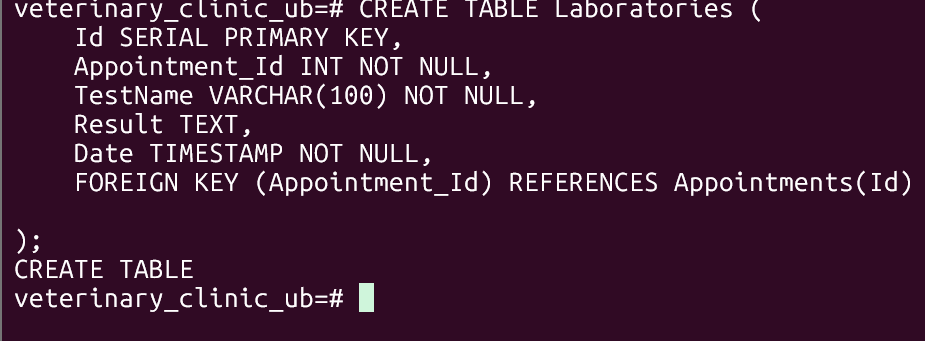 veterinary_clinic_ub=# CREATE TABLE Laboratories (
    Id SERIAL PRIMARY KEY,
    Appointment_Id INT NOT NULL,
    TestName VARCHAR(100) NOT NULL,
    Result TEXT,
    Date TIMESTAMP NOT NULL,
    FOREIGN KEY (Appointment_Id) REFERENCES Appointments(Id)
);
CREATE TABLE
veterinary_clinic_ub=#